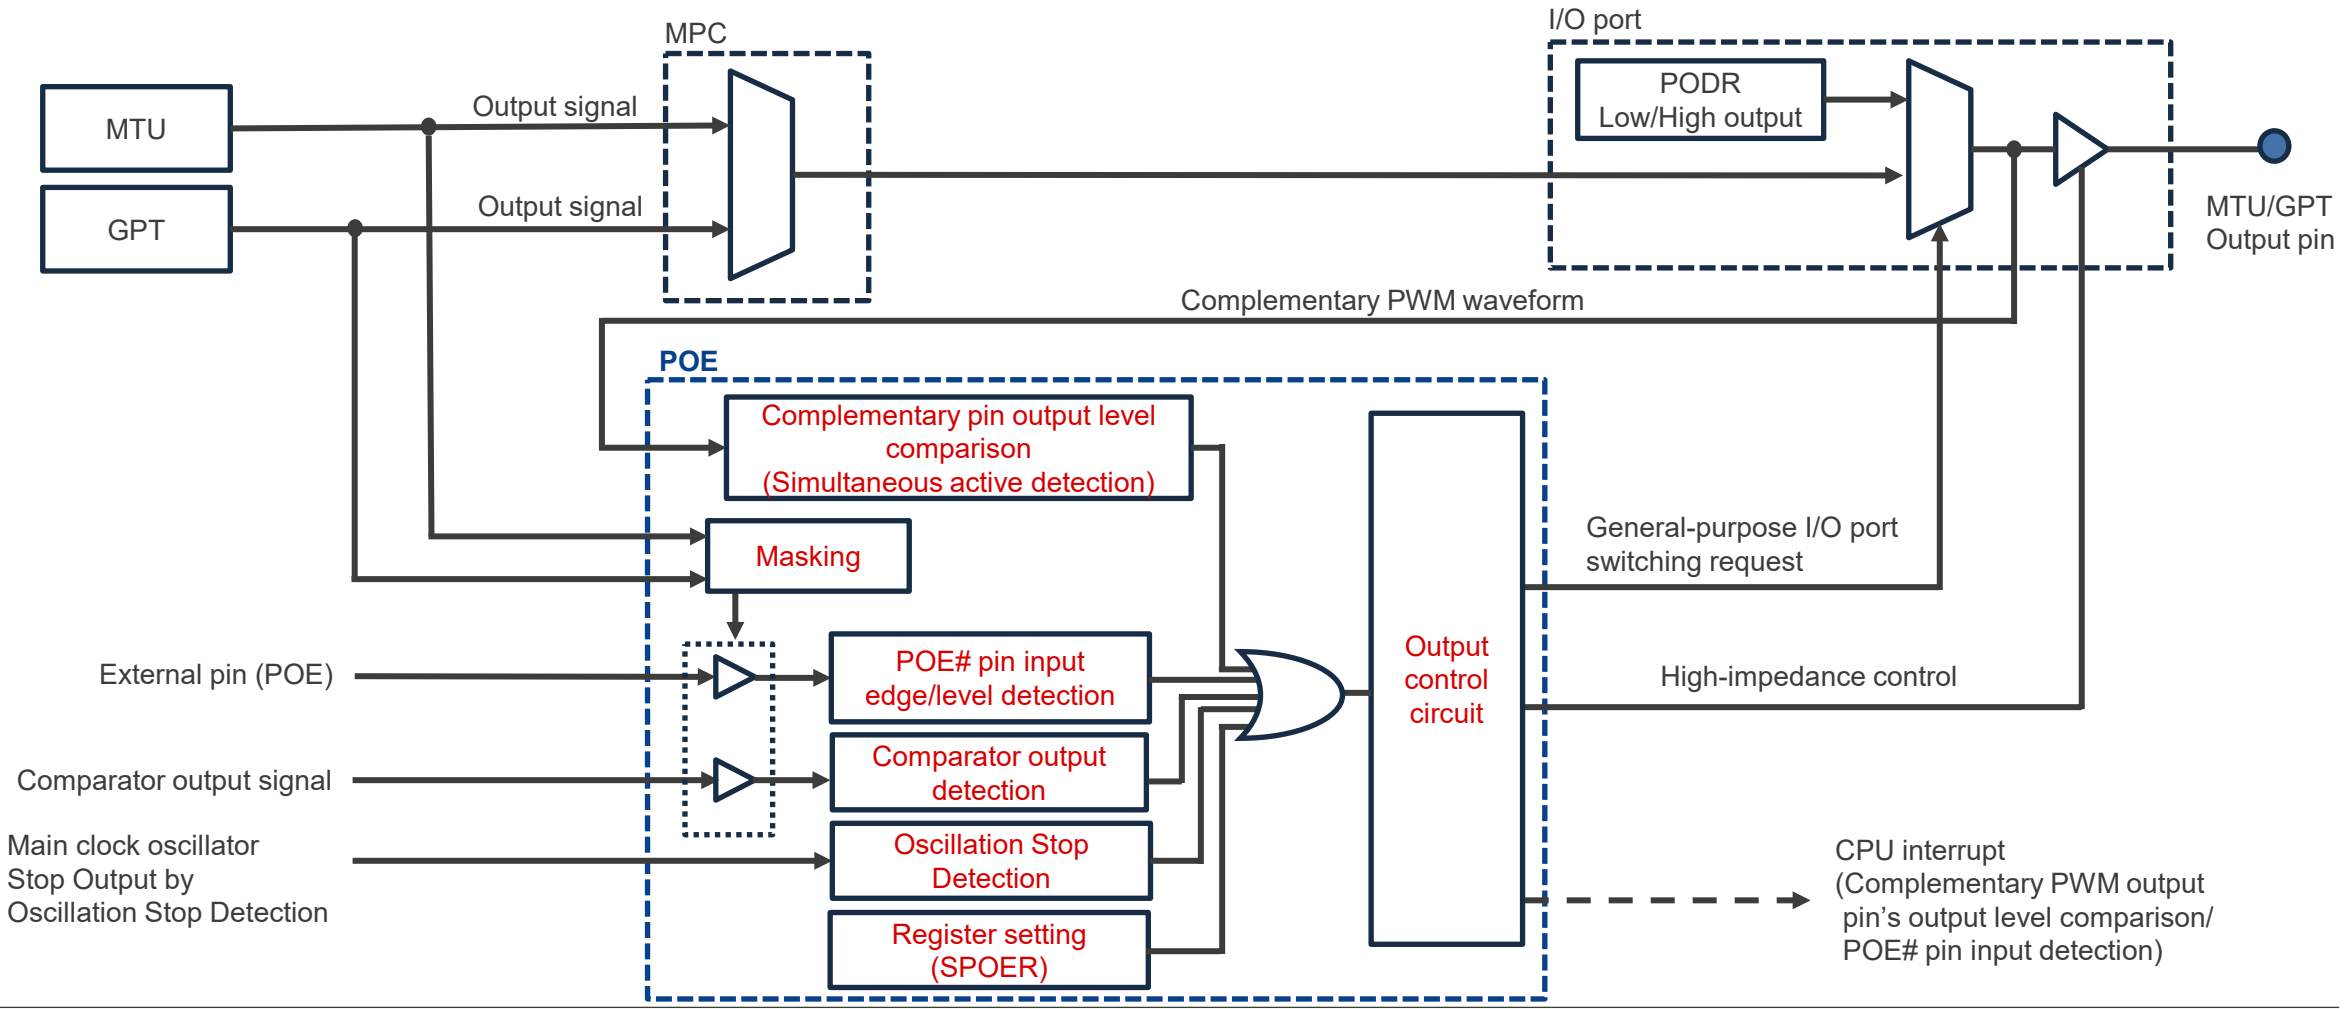 MPC
I/O port
MTU
Output signal
PODR
Low/High output
GPT
Output signal
MTU/GPT
Output pin
Complementary PWM waveform
POE
Complementary pin output level
comparison
(Simultaneous active detection)
Masking
General-purpose I/O port
switching request
External pin (POE)
POE# pin input
edge/level detection
Output
control
circuit
High-impedance control
Comparator output signal
Comparator output
detection
Main clock oscillator
Stop Output by
Oscillation Stop Detection
Oscillation Stop
Detection
Register setting
(SPOER)
CPU interrupt
(Complementary PWM output
pin’s output level comparison/
POE# pin input detection)